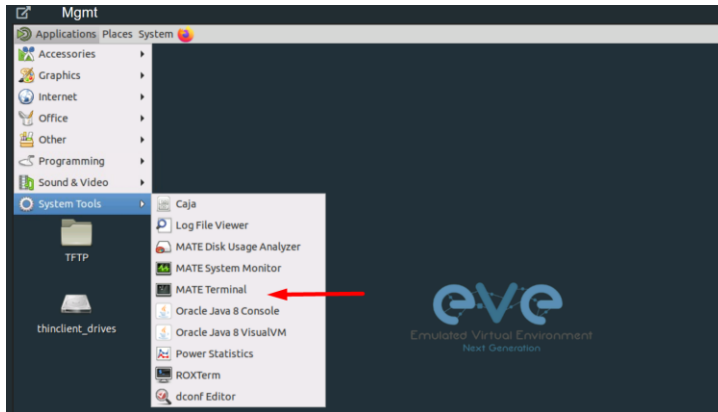 Mgmt
Applications Places System
Accessories
Graphics
Internet
Office
Other
Programming
Sound & Video
System Tools
Caja
Log File Viewer
MATE Disk Usage Analyzer
MATE System Monitor
MATE Terminal
Oracle Java 8 Console
Oracle Java 8 VisualVM
Power Statistics
ROXTerm
dconf Editor
TFTP
thinclient_drives
eve
Emulated Virtual Environment
Next Generation